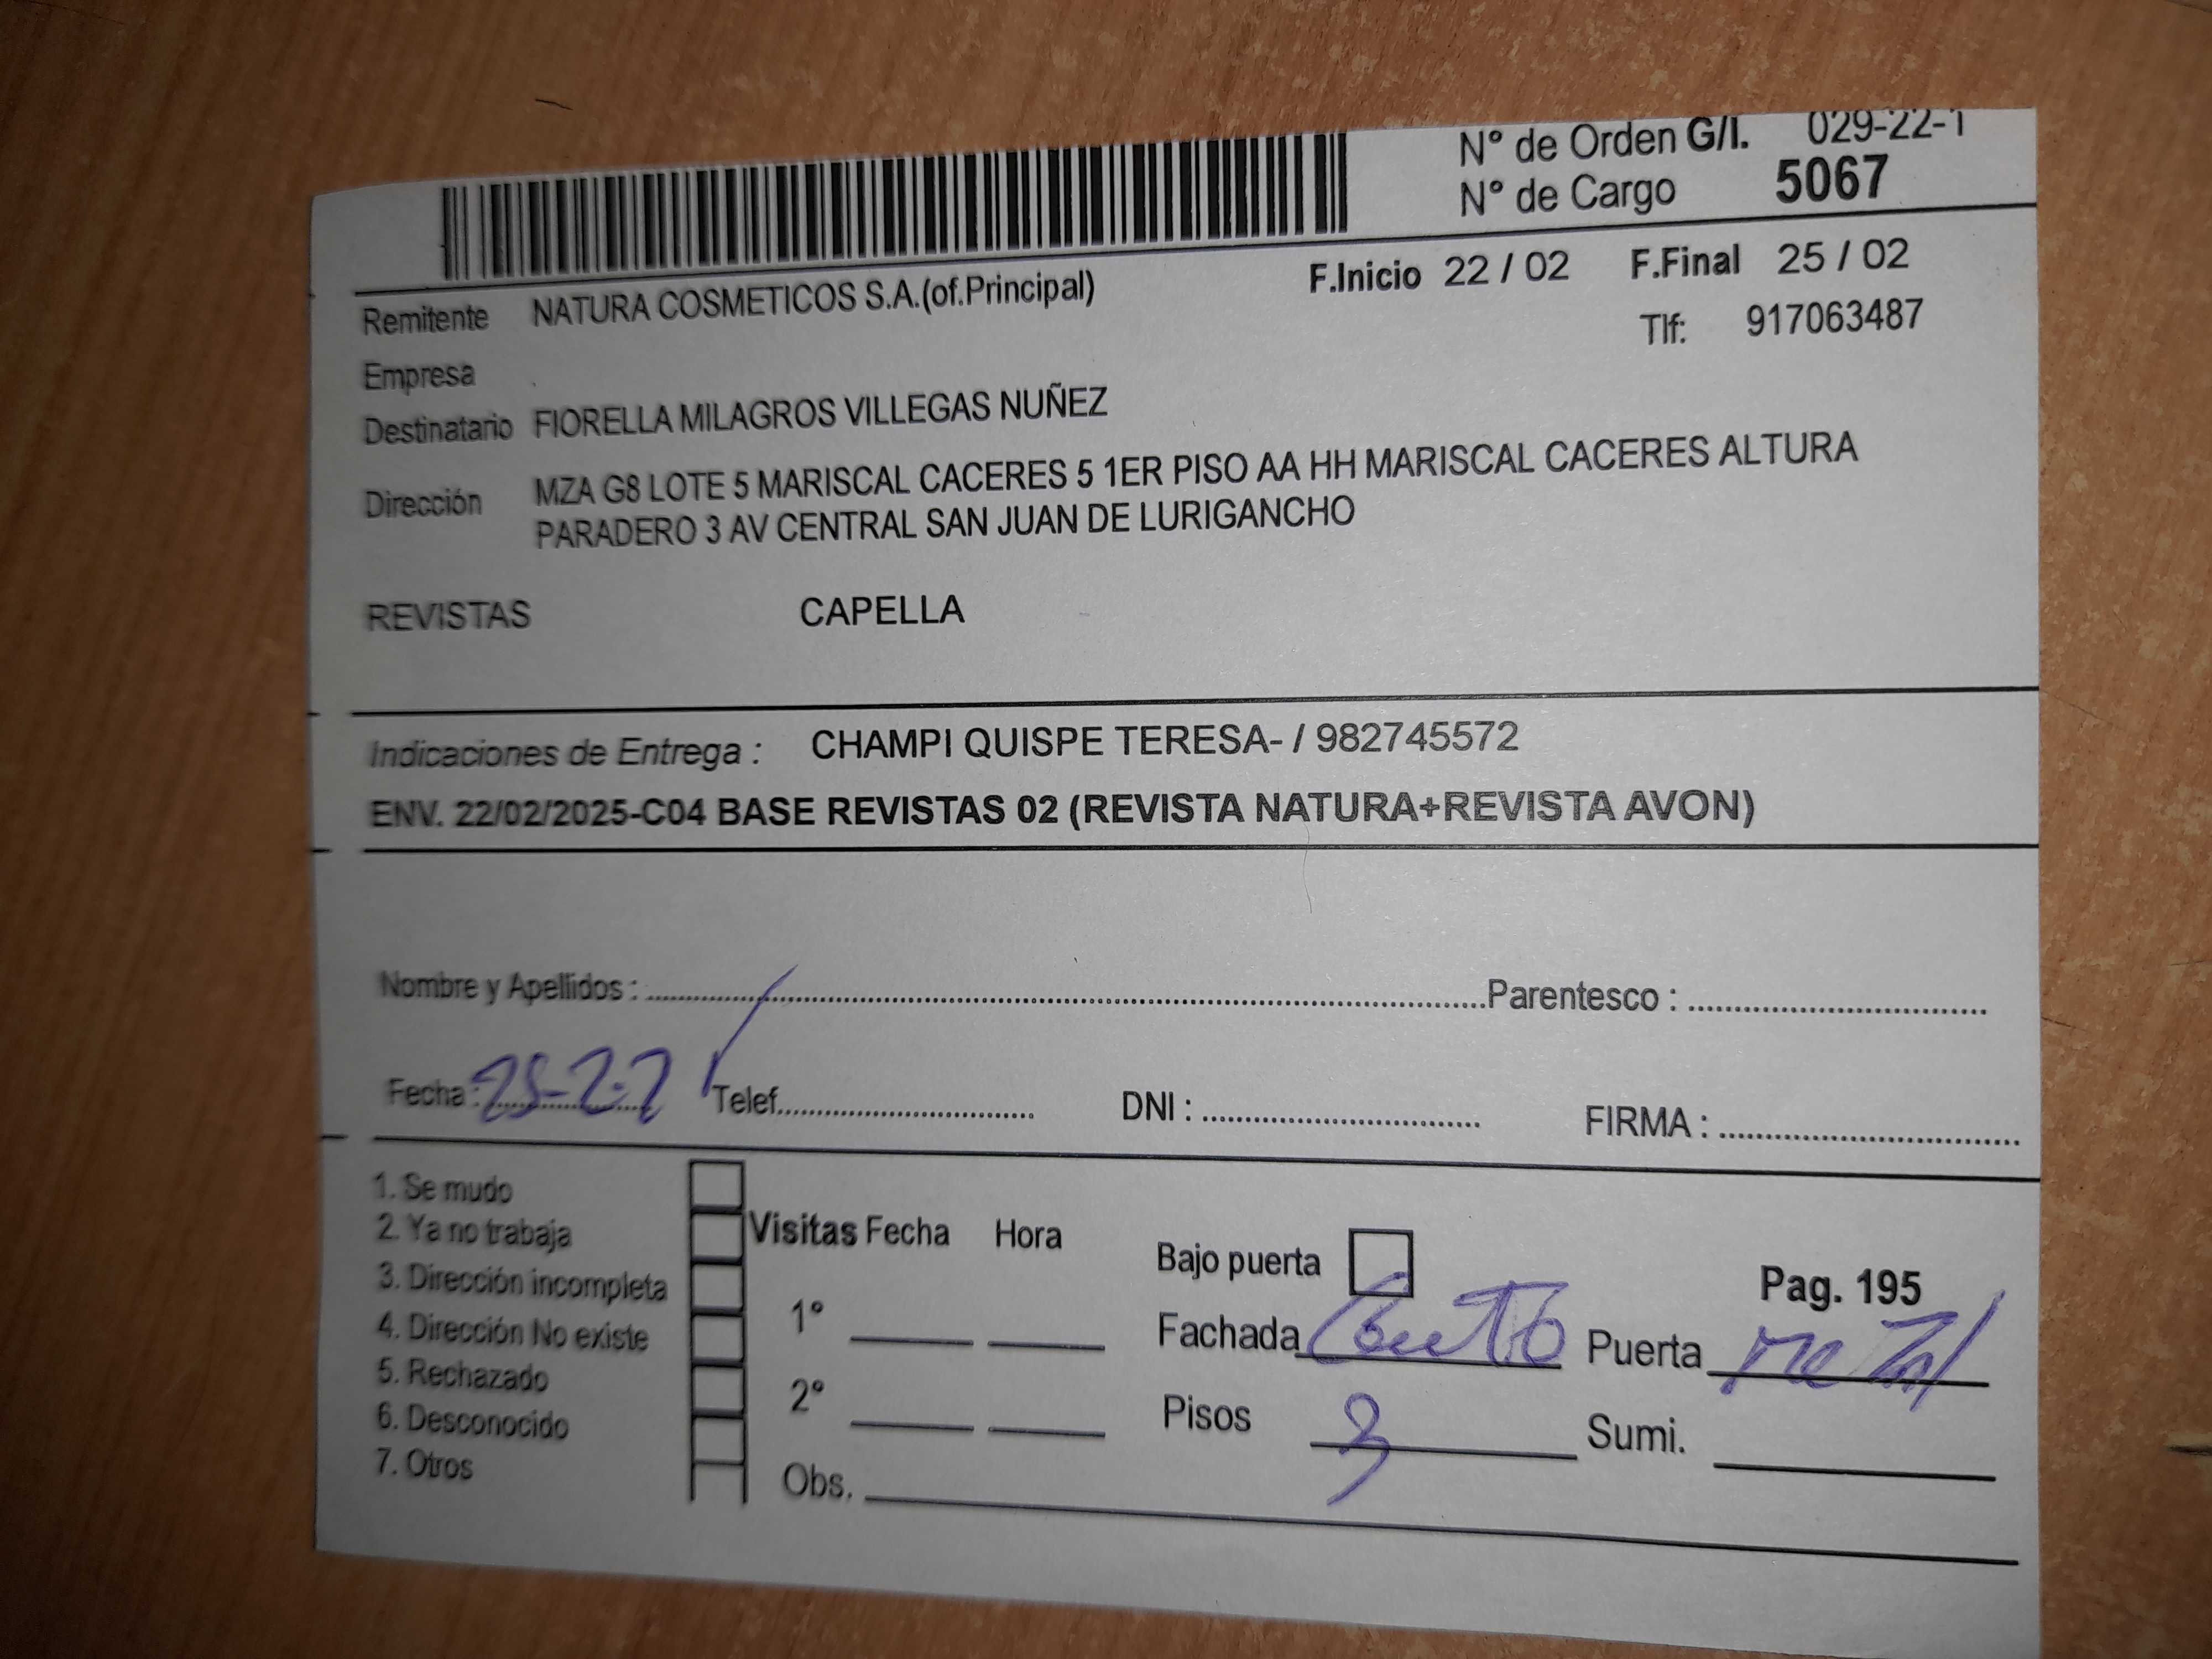 N° de Orden G/I. 029-22-1
N° de Cargo 5067
F.Inicio 22 / 02 F.Final 25 / 02
Remitente NATURA COSMETICOS S.A.(of.Principal)
Tlf: 917063487
Empresa
Destinatario FIORELLA MILAGROS VILLEGAS NUÑEZ
Dirección MZA G8 LOTE 5 MARISCAL CACERES 5 1ER PISO AA HH MARISCAL CACERES ALTURA
PARADERO 3 AV CENTRAL SAN JUAN DE LURIGANCHO
REVISTAS CAPELLA
Indicaciones de Entrega : CHAMPI QUISPE TERESA- / 982745572
ENV. 22/02/2025-C04 BASE REVISTAS 02 (REVISTA NATURA+REVISTA AVON)
Nombre y Apellidos : Parentesco :
Fecha : Telef. DNI : FIRMA :
1. Se mudo
2. Ya no trabaja
3. Dirección incompleta
4. Dirección No existe
5. Rechazado
6. Desconocido
7. Otros
Visitas Fecha Hora
1°
2°
Obs.
Bajo puerta
Fachada
Pisos 3
Pag. 195
Puerta Metal
Sumi.